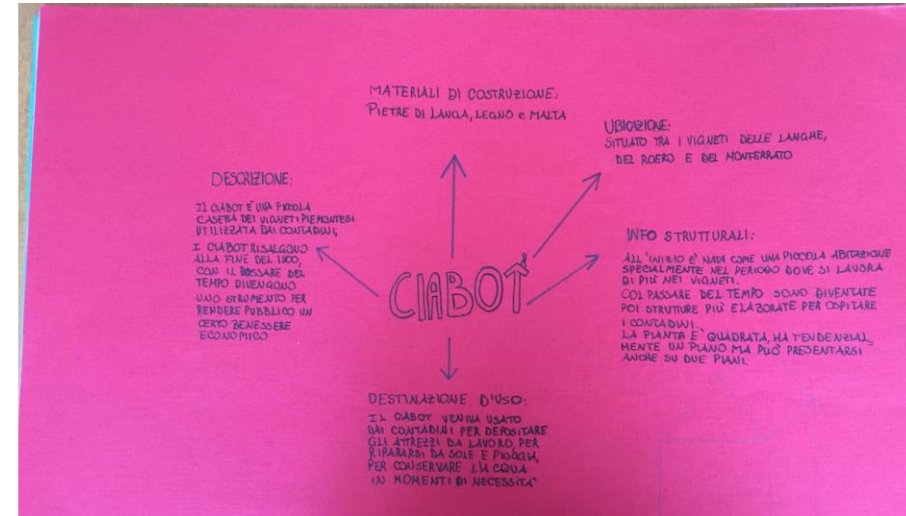 MATERIALI DI COSTRUZIONE:
PIETRE DI LANGA, LEGNO e MALTA
UBICAZIONE:
SITUATO TRA I VIGNETI DELLE LANGHE,
DEL ROERO E DEL MONFERRATO
DESCRIZIONE:
IL CIABOT È UNA PICCOLA
CASETTA DEI VIGNETI PIEMONTESI
UTILIZZATA DAI CONTADINI;
I CIABOT RISALGONO
ALLA FINE DEL
CON IL PASSARE DEL
TEMPO DIVENGONO
UNO STRUMENTO PER
RENDERE PUBBLICO UN
CERTO BENESSERE
ECONOMICO
CIABOT
INFO STRUTTURALI:
ALL'INIZIO E' NATA COME UNA PICCOLA ABITAZIONE
SPECIALMENTE NEL PERIODO DOVE SI LAVORA
DI PIÙ NEI VIGNETI.
COL PASSARE DEL TEMPO SONO DIVENTATE
POI STRUTTURE PIÙ ELABORATE PER OSPITARE
I CONTADINI.
LA PIANTA E' QUADRATA, HA TENDENZIAL-
MENTE UN PIANO MA PUÒ PRESENTARSI
ANCHE SU DUE PIANI.
DESTINAZIONE D'USO:
IL CIABOT VENIVA USATO
DAI CONTADINI PER DEPOSITARE
GLI ATTREZZI DA LAVORO, PER
RIPARARSI DA SOLE E PIOGGIA,
PER CONSERVARE L'ACQUA
IN MOMENTI DI NECESSITA'